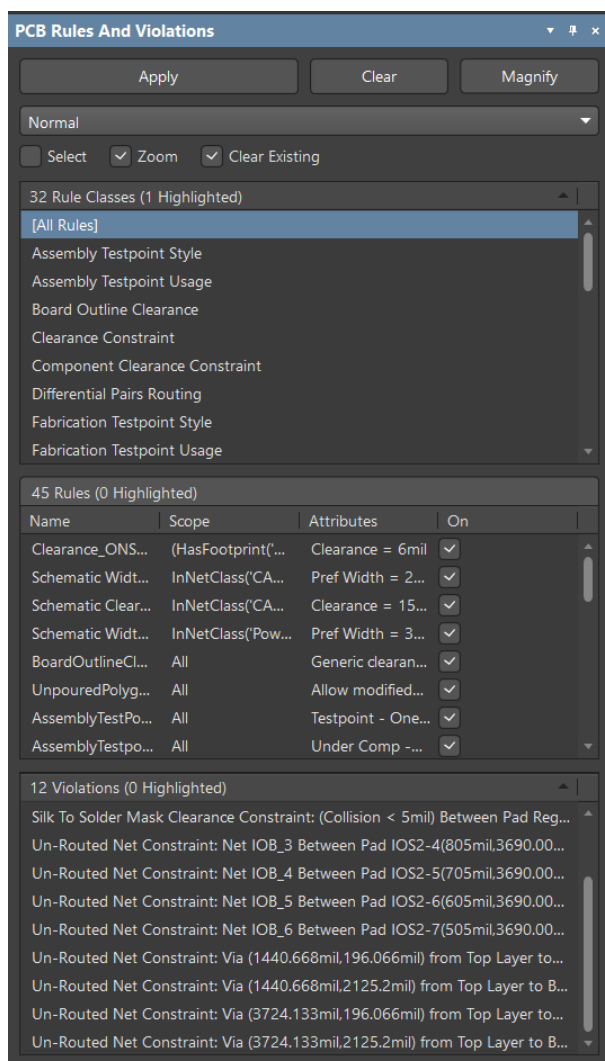 PCB Rules And Violations
Apply Clear Magnify
Normal
Select Zoom Clear Existing
32 Rule Classes (1 Highlighted)
[All Rules]
Assembly Testpoint Style
Assembly Testpoint Usage
Board Outline Clearance
Clearance Constraint
Component Clearance Constraint
Differential Pairs Routing
Fabrication Testpoint Style
Fabrication Testpoint Usage
45 Rules (0 Highlighted)
Name Scope Attributes On
Clearance_ONS... (HasFootprint('... Clearance = 6mil
Schematic Widt... InNetClass('CA... Pref Width = 2...
Schematic Clear... InNetClass('CA... Clearance = 15...
Schematic Widt... InNetClass('Pow... Pref Width = 3...
BoardOutlineCl... All Generic clearan...
UnpouredPolyg... All Allow modified...
AssemblyTestPo... All Testpoint - One...
AssemblyTestpo... All Under Comp -...
12 Violations (0 Highlighted)
Silk To Solder Mask Clearance Constraint: (Collision < 5mil) Between Pad Reg...
Un-Routed Net Constraint: Net IOB_3 Between Pad IOS2-4(805mil,3690.00...
Un-Routed Net Constraint: Net IOB_4 Between Pad IOS2-5(705mil,3690.00...
Un-Routed Net Constraint: Net IOB_5 Between Pad IOS2-6(605mil,3690.00...
Un-Routed Net Constraint: Net IOB_6 Between Pad IOS2-7(505mil,3690.00...
Un-Routed Net Constraint: Via (1440.668mil,196.066mil) from Top Layer to...
Un-Routed Net Constraint: Via (1440.668mil,2125.2mil) from Top Layer to B...
Un-Routed Net Constraint: Via (3724.133mil,196.066mil) from Top Layer to...
Un-Routed Net Constraint: Via (3724.133mil,2125.2mil) from Top Layer to B...